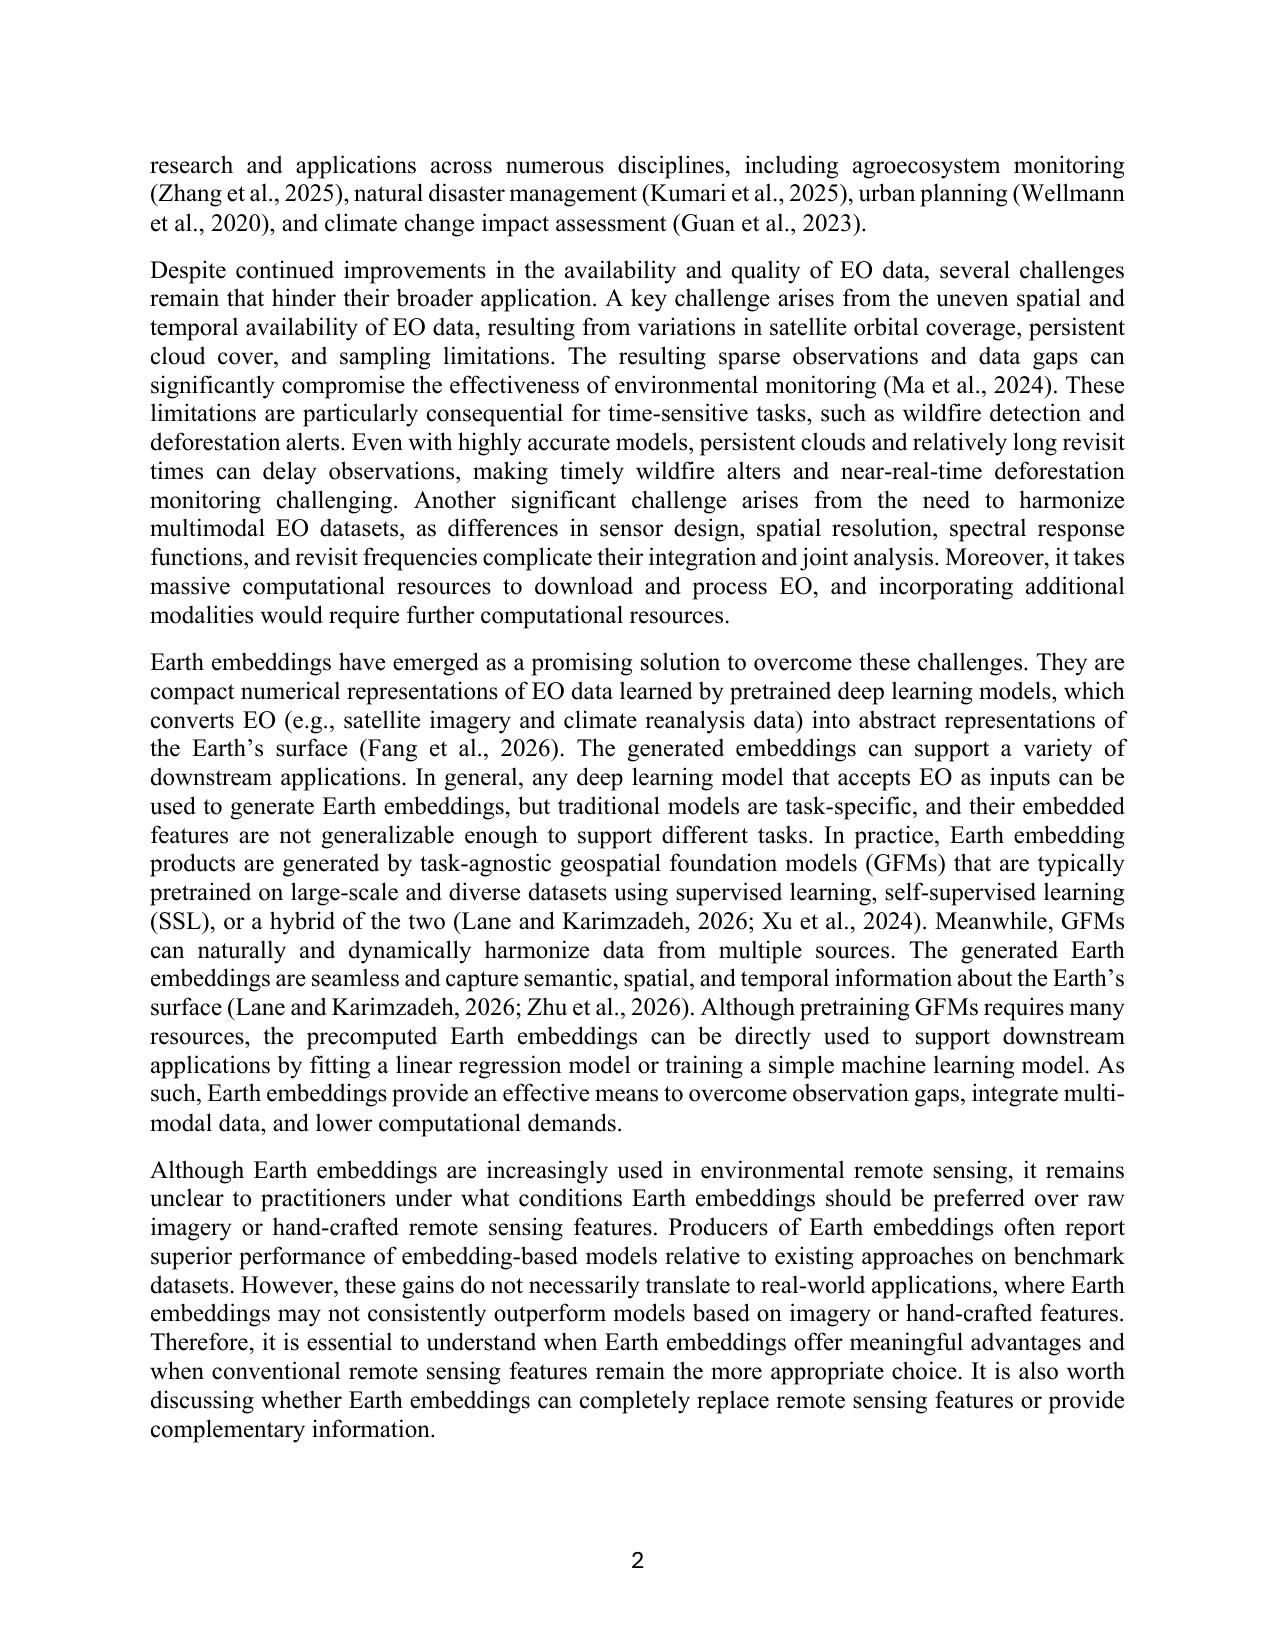 research and applications across numerous disciplines, including agroecosystem monitoring
(Zhang et al., 2025), natural disaster management (Kumari et al., 2025), urban planning (Wellmann
et al., 2020), and climate change impact assessment (Guan et al., 2023).
Despite continued improvements in the availability and quality of EO data, several challenges
remain that hinder their broader application. A key challenge arises from the uneven spatial and
temporal availability of EO data, resulting from variations in satellite orbital coverage, persistent
cloud cover, and sampling limitations. The resulting sparse observations and data gaps can
significantly compromise the effectiveness of environmental monitoring (Ma et al., 2024). These
limitations are particularly consequential for time-sensitive tasks, such as wildfire detection and
deforestation alerts. Even with highly accurate models, persistent clouds and relatively long revisit
times can delay observations, making timely wildfire alters and near-real-time deforestation
monitoring challenging. Another significant challenge arises from the need to harmonize
multimodal EO datasets, as differences in sensor design, spatial resolution, spectral response
functions, and revisit frequencies complicate their integration and joint analysis. Moreover, it takes
massive computational resources to download and process EO, and incorporating additional
modalities would require further computational resources.
Earth embeddings have emerged as a promising solution to overcome these challenges. They are
compact numerical representations of EO data learned by pretrained deep learning models, which
converts EO (e.g., satellite imagery and climate reanalysis data) into abstract representations of
the Earth’s surface (Fang et al., 2026). The generated embeddings can support a variety of
downstream applications. In general, any deep learning model that accepts EO as inputs can be
used to generate Earth embeddings, but traditional models are task-specific, and their embedded
features are not generalizable enough to support different tasks. In practice, Earth embedding
products are generated by task-agnostic geospatial foundation models (GFMs) that are typically
pretrained on large-scale and diverse datasets using supervised learning, self-supervised learning
(SSL), or a hybrid of the two (Lane and Karimzadeh, 2026; Xu et al., 2024). Meanwhile, GFMs
can naturally and dynamically harmonize data from multiple sources. The generated Earth
embeddings are seamless and capture semantic, spatial, and temporal information about the Earth’s
surface (Lane and Karimzadeh, 2026; Zhu et al., 2026). Although pretraining GFMs requires many
resources, the precomputed Earth embeddings can be directly used to support downstream
applications by fitting a linear regression model or training a simple machine learning model. As
such, Earth embeddings provide an effective means to overcome observation gaps, integrate multi-
modal data, and lower computational demands.
Although Earth embeddings are increasingly used in environmental remote sensing, it remains
unclear to practitioners under what conditions Earth embeddings should be preferred over raw
imagery or hand-crafted remote sensing features. Producers of Earth embeddings often report
superior performance of embedding-based models relative to existing approaches on benchmark
datasets. However, these gains do not necessarily translate to real-world applications, where Earth
embeddings may not consistently outperform models based on imagery or hand-crafted features.
Therefore, it is essential to understand when Earth embeddings offer meaningful advantages and
when conventional remote sensing features remain the more appropriate choice. It is also worth
discussing whether Earth embeddings can completely replace remote sensing features or provide
complementary information.
2